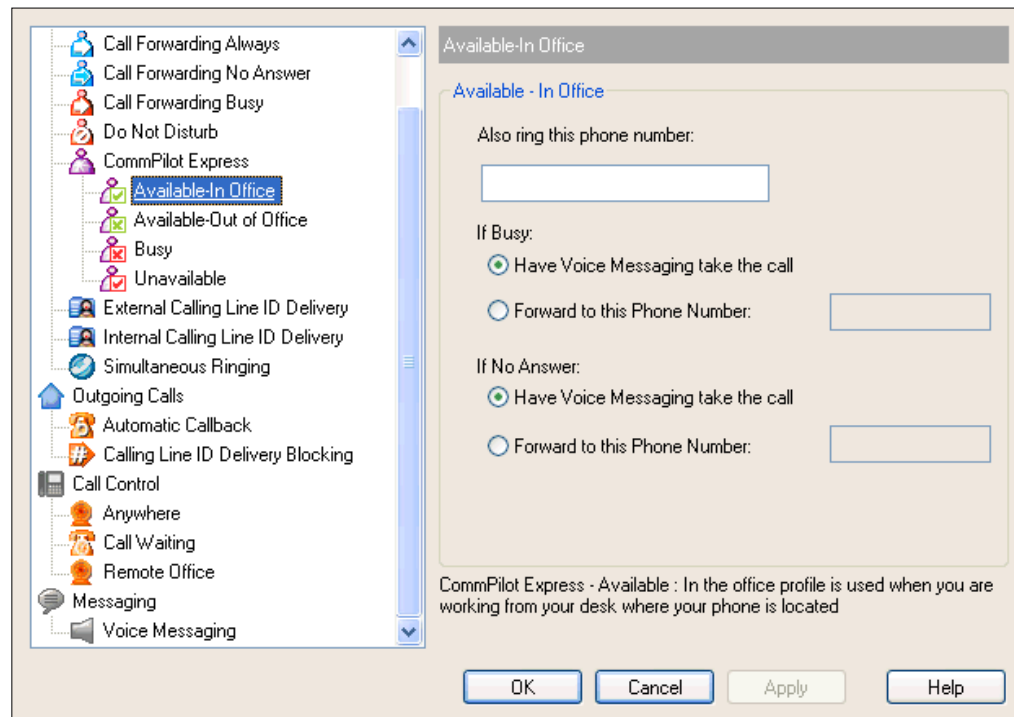 Call Forwarding Always
Call Forwarding No Answer
Call Forwarding Busy
Do Not Disturb
CommPilot Express
Available-In Office
Available-Out of Office
Busy
Unavailable
External Calling Line ID Delivery
Internal Calling Line ID Delivery
Simultaneous Ringing
Outgoing Calls
Automatic Callback
Calling Line ID Delivery Blocking
Call Control
Anywhere
Call Waiting
Remote Office
Messaging
Voice Messaging
Available-In Office
Available - In Office
Also ring this phone number:
If Busy:
Have Voice Messaging take the call
Forward to this Phone Number:
If No Answer:
Have Voice Messaging take the call
Forward to this Phone Number:
CommPilot Express - Available : In the office profile is used when you are
working from your desk where your phone is located
OK
Cancel
Apply
Help